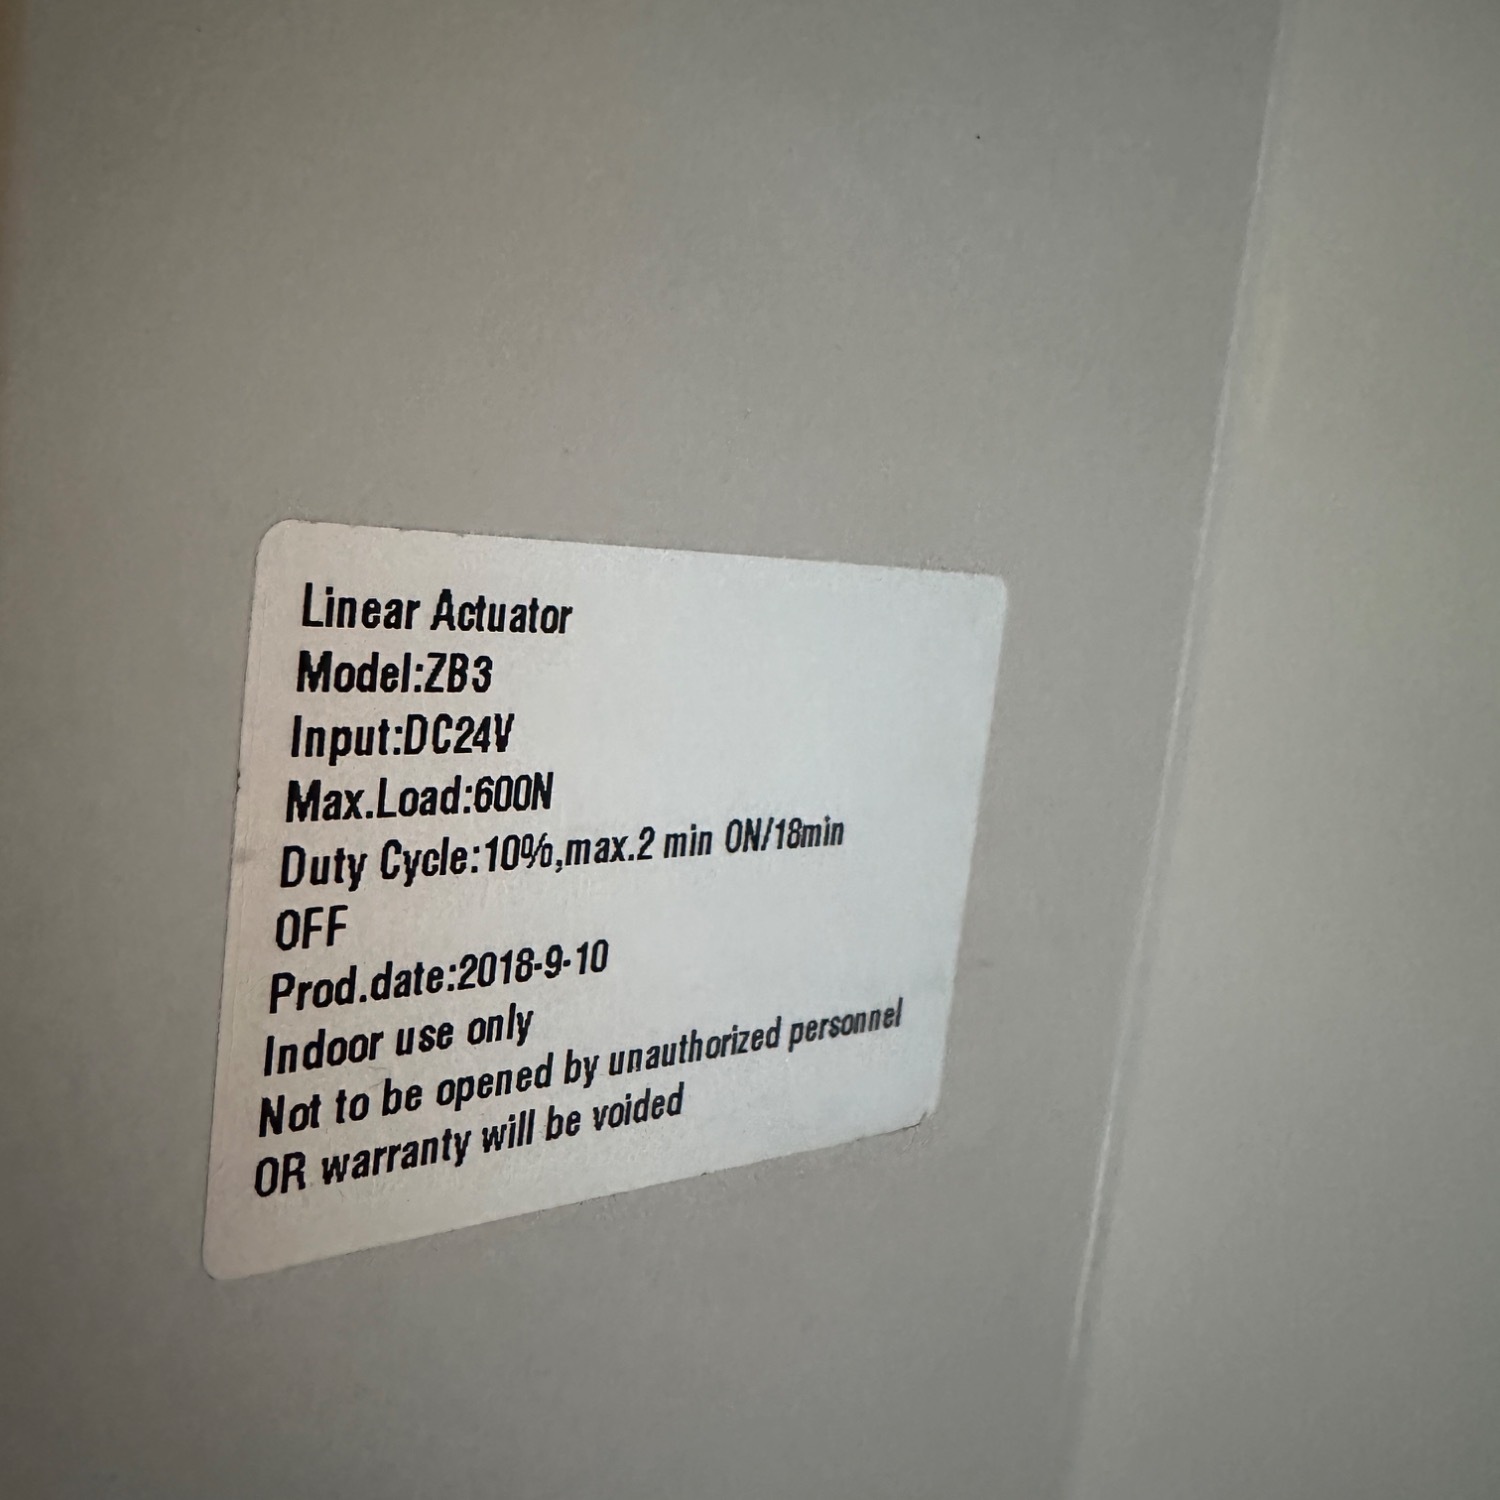 Linear Actuator
Model:ZB3
Input:DC24V
Max.Load:600N
Duty Cycle:10%,max.2 min ON/18min
OFF
Prod.date:2018-9-10
Indoor use only
Not to be opened by unauthorized personnel
OR warranty will be voided